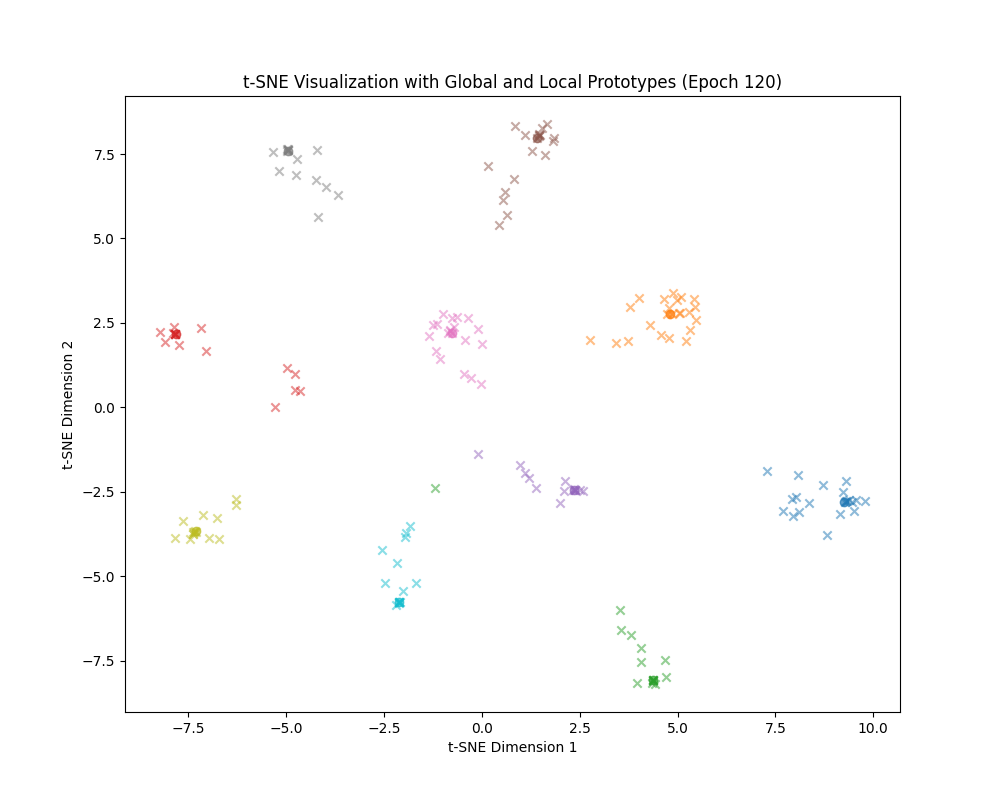 t-SNE Visualization with Global and Local Prototypes (Epoch 120)
7.5
5.0
2.5
0.0
−2.5
−5.0
−7.5
t-SNE Dimension 2
−7.5 −5.0 −2.5 0.0 2.5 5.0 7.5 10.0
t-SNE Dimension 1